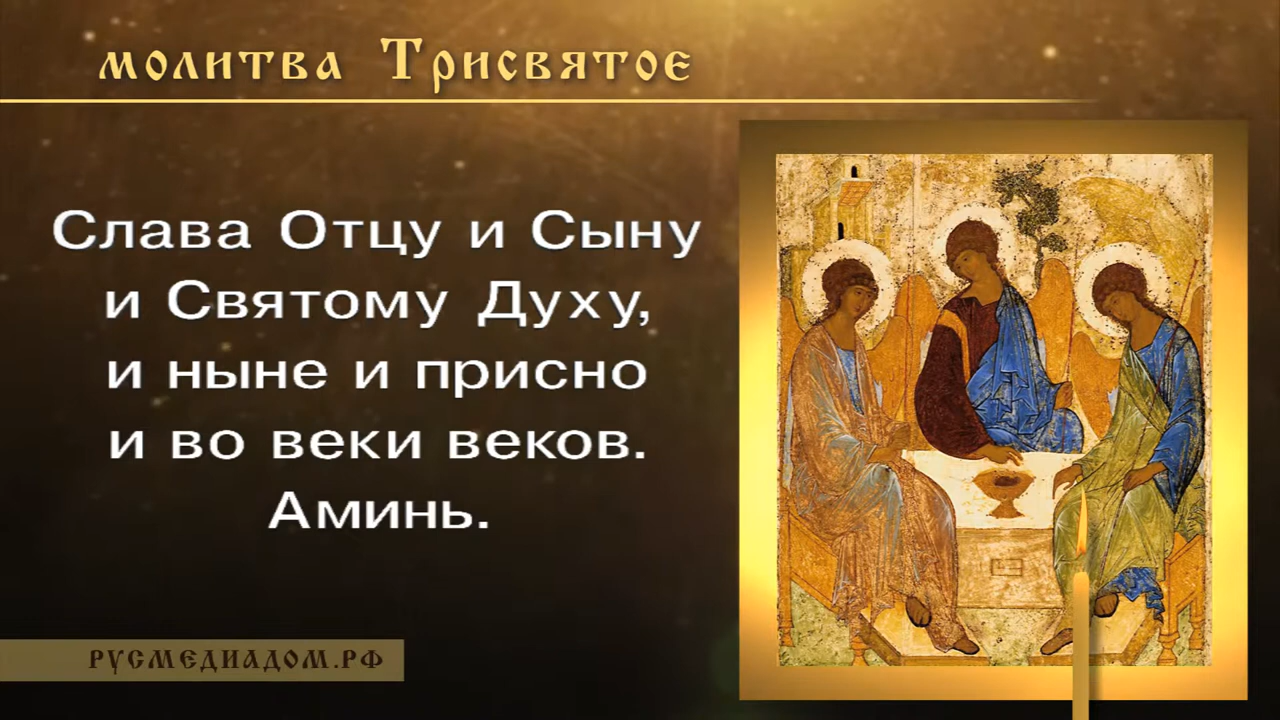 молитва Трисвятое
Слава Отцу и Сыну
и Святому Духу,
и ныне и присно
и во веки веков.
Аминь.
РУСМЕДИАДОМ.РФ